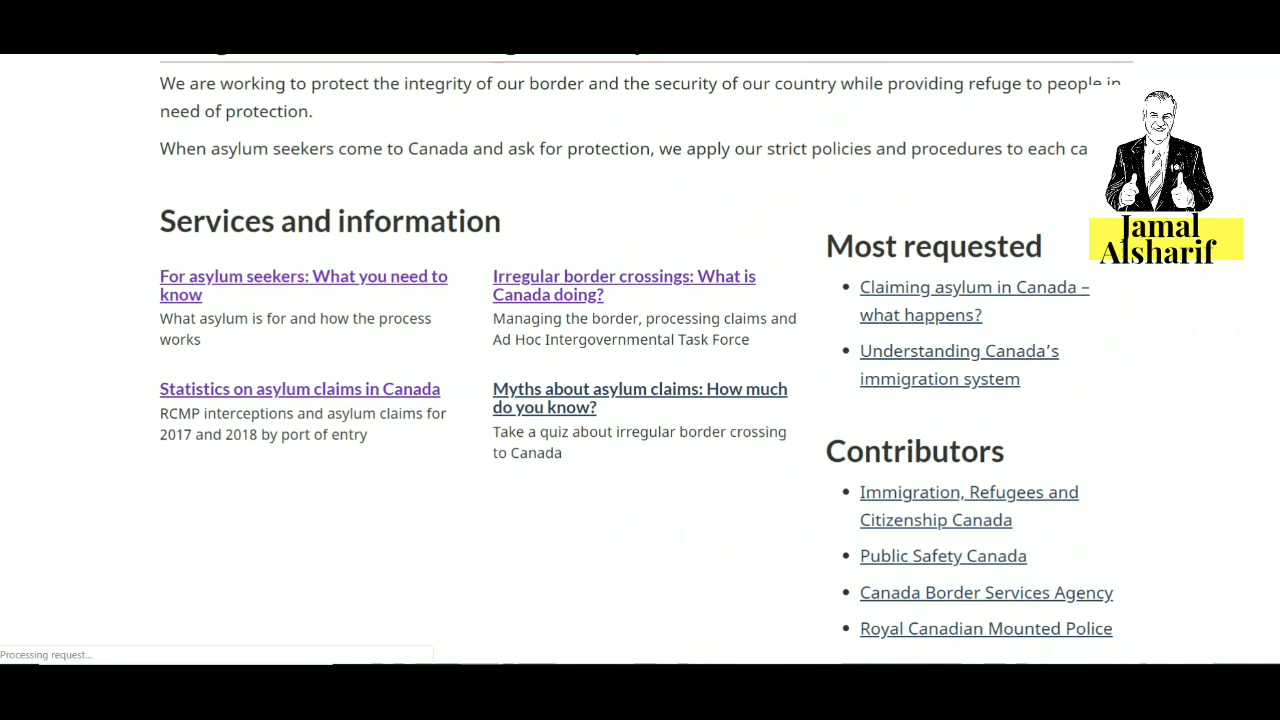 We are working to protect the integrity of our border and the security of our country while providing refuge to people in
need of protection.
When asylum seekers come to Canada and ask for protection, we apply our strict policies and procedures to each ca
Services and information
For asylum seekers: What you need to
know
What asylum is for and how the process
works
Irregular border crossings: What is
Canada doing?
Managing the border, processing claims and
Ad Hoc Intergovernmental Task Force
Statistics on asylum claims in Canada
RCMP interceptions and asylum claims for
2017 and 2018 by port of entry
Myths about asylum claims: How much
do you know?
Take a quiz about irregular border crossing
to Canada
Most requested
Claiming asylum in Canada –
what happens?
Understanding Canada's
immigration system
Contributors
Immigration, Refugees and
Citizenship Canada
Public Safety Canada
Canada Border Services Agency
Royal Canadian Mounted Police
Jamal
Alsharif
Processing request...